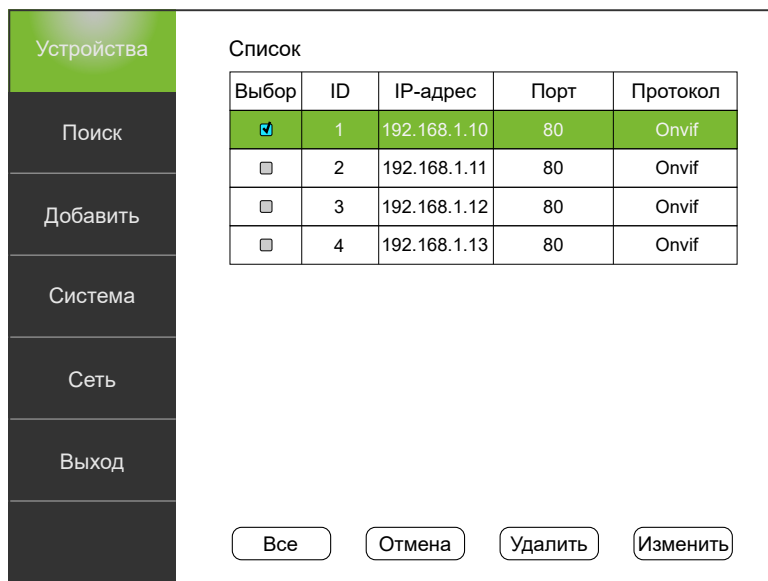 Устройства
Поиск
Добавить
Система
Сеть
Выход
Список
Выбор ID IP-адрес Порт Протокол
1 192.168.1.10 80 Onvif
2 192.168.1.11 80 Onvif
3 192.168.1.12 80 Onvif
4 192.168.1.13 80 Onvif
Все Отмена Удалить Изменить